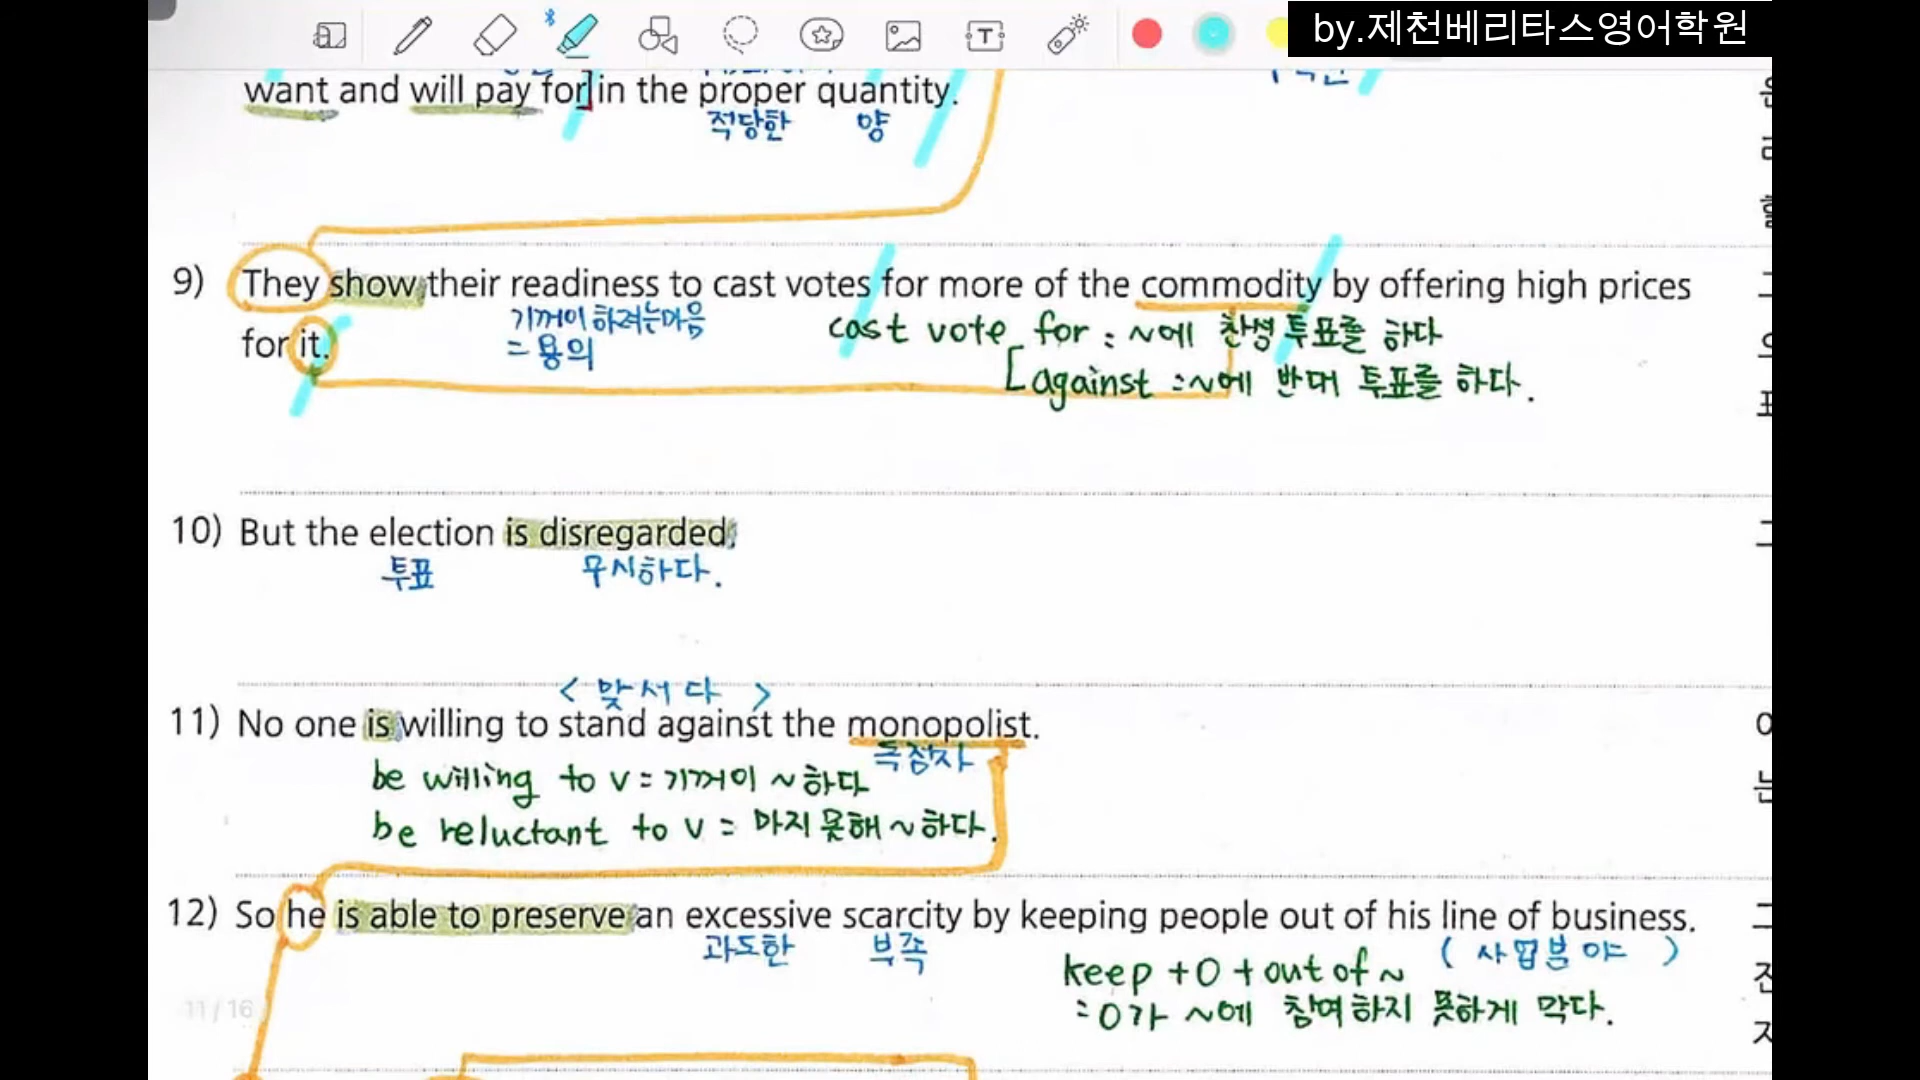 by.제천베리타스영어학원
want and will pay for] in the proper quantity.
적당한 양
9) They show their readiness to cast votes for more of the commodity by offering high prices
for it.
기꺼이 하려는 마음
= 용의
cast vote for : ~에 찬성 투표를 하다
[against : ~에 반대 투표를 하다.
10) But the election is disregarded.
투표 무시하다.
< 맞서다 >
11) No one is willing to stand against the monopolist.
독점자
be willing to v = 기꺼이 ~하다
be reluctant to v = 마지 못해 ~하다.
12) So he is able to preserve an excessive scarcity by keeping people out of his line of business.
과도한 부족 ( 사업 분야 )
keep + O + out of ~
= O가 ~에 참여하지 못하게 막다.
11 / 16